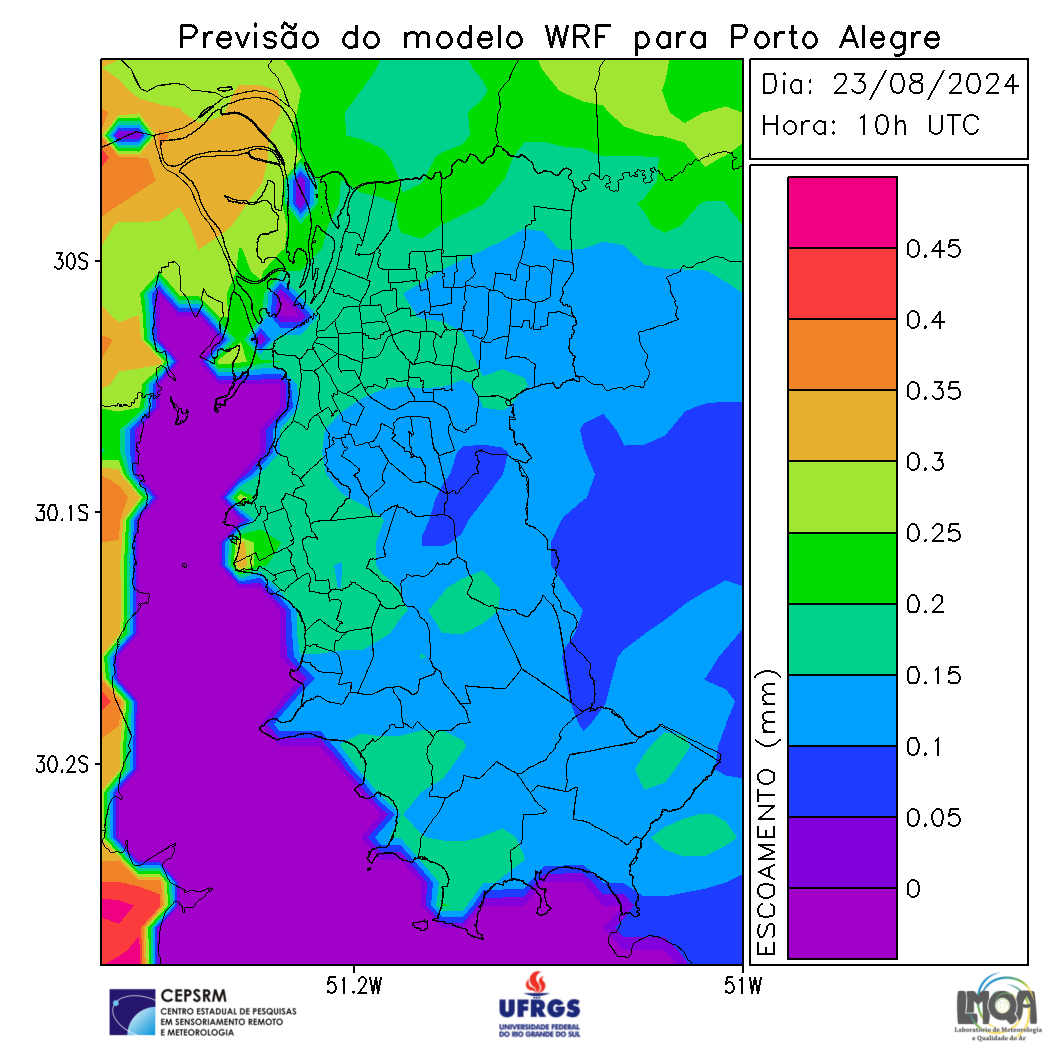 Previsão do modelo WRF para Porto Alegre
Dia: 23/08/2024
Hora: 10h UTC
30S
30.1S
30.2S
51.2W
51W
ESCOAMENTO (mm)
0.45
0.4
0.35
0.3
0.25
0.2
0.15
0.1
0.05
0
CEPSRM
CENTRO ESTADUAL DE PESQUISAS
EM SENSORIAMENTO REMOTO
E METEOROLOGIA
UFRGS
UNIVERSIDADE FEDERAL
DO RIO GRANDE DO SUL
LMQA
Laboratório de Meteorologia
e Qualidade do Ar